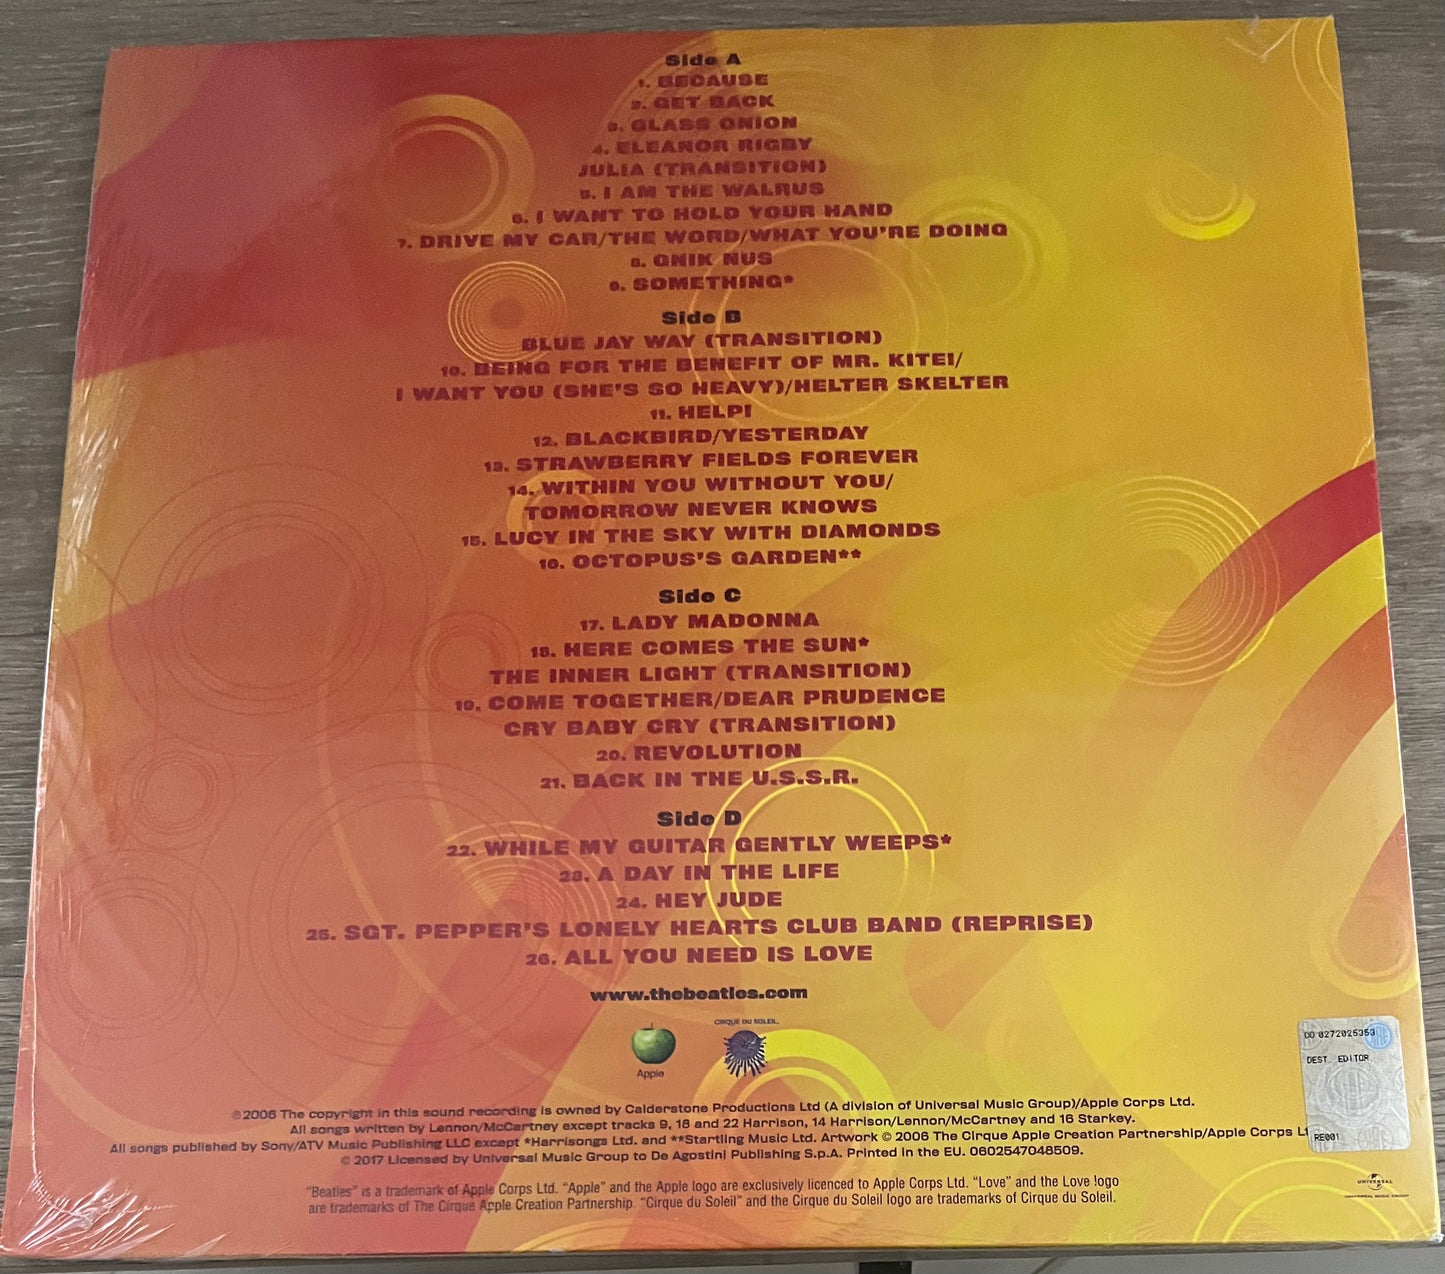 Side A
1. BECAUSE
2. GET BACK
3. GLASS ONION
4. ELEANOR RIGBY
JULIA (TRANSITION)
5. I AM THE WALRUS
6. I WANT TO HOLD YOUR HAND
7. DRIVE MY CAR/THE WORD/WHAT YOU'RE DOING
8. GNIK NUS
9. SOMETHING*
Side B
BLUE JAY WAY (TRANSITION)
10. BEING FOR THE BENEFIT OF MR. KITE!/
I WANT YOU (SHE'S SO HEAVY)/HELTER SKELTER
11. HELP!
12. BLACKBIRD/YESTERDAY
13. STRAWBERRY FIELDS FOREVER
14. WITHIN YOU WITHOUT YOU/
TOMORROW NEVER KNOWS
15. LUCY IN THE SKY WITH DIAMONDS
16. OCTOPUS'S GARDEN**
Side C
17. LADY MADONNA
18. HERE COMES THE SUN*
THE INNER LIGHT (TRANSITION)
19. COME TOGETHER/DEAR PRUDENCE
CRY BABY CRY (TRANSITION)
20. REVOLUTION
21. BACK IN THE U.S.S.R.
Side D
22. WHILE MY GUITAR GENTLY WEEPS*
23. A DAY IN THE LIFE
24. HEY JUDE
25. SGT. PEPPER'S LONELY HEARTS CLUB BAND (REPRISE)
26. ALL YOU NEED IS LOVE
www.thebeatles.com
CIRQUE DU SOLEIL.
Apple
DD 0272025353
DEST. EDITOR
RE001
℗2006 The copyright in this sound recording is owned by Calderstone Productions Ltd (A division of Universal Music Group)/Apple Corps Ltd.
All songs written by Lennon/McCartney except tracks 9, 18 and 22 Harrison, 14 Harrison/Lennon/McCartney and 16 Starkey.
All songs published by Sony/ATV Music Publishing LLC except *Harrisongs Ltd. and **Startling Music Ltd. Artwork © 2006 The Cirque Apple Creation Partnership/Apple Corps
© 2017 Licensed by Universal Music Group to De Agostini Publishing S.p.A. Printed in the EU. 0602547048509.
"Beatles" is a trademark of Apple Corps Ltd. "Apple" and the Apple logo are exclusively licenced to Apple Corps Ltd. "Love" and the Love logo
are trademarks of The Cirque Apple Creation Partnership. "Cirque du Soleil" and the Cirque du Soleil logo are trademarks of Cirque du Soleil.
UNIVERSAL
UNIVERSAL MUSIC GROUP